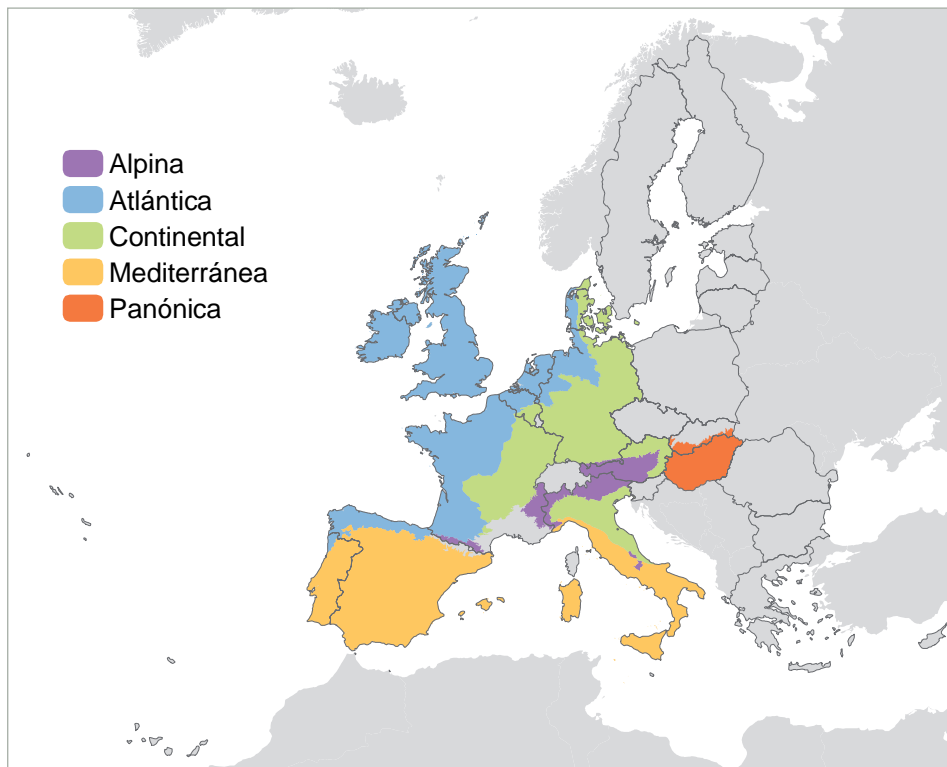 Alpina
Atlántica
Continental
Mediterránea
Panónica